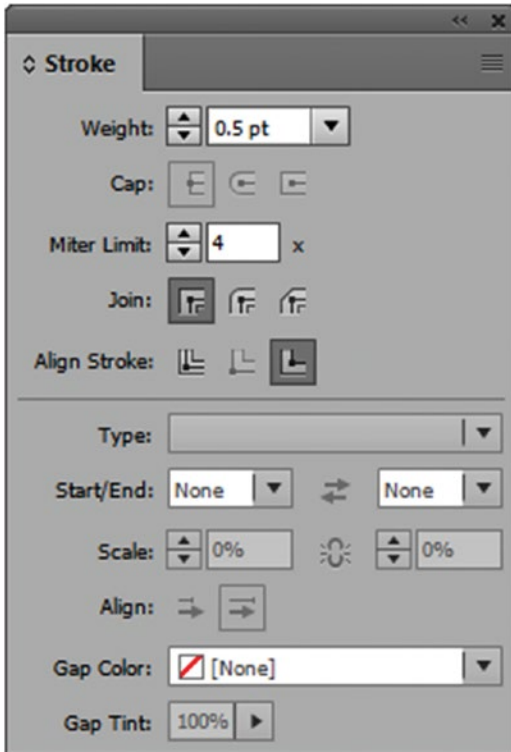 Stroke
Weight: 0.5 pt
Cap:
Miter Limit: 4 x
Join:
Align Stroke:
Type:
Start/End: None None
Scale: 0% 0%
Align:
Gap Color: [None]
Gap Tint: 100%